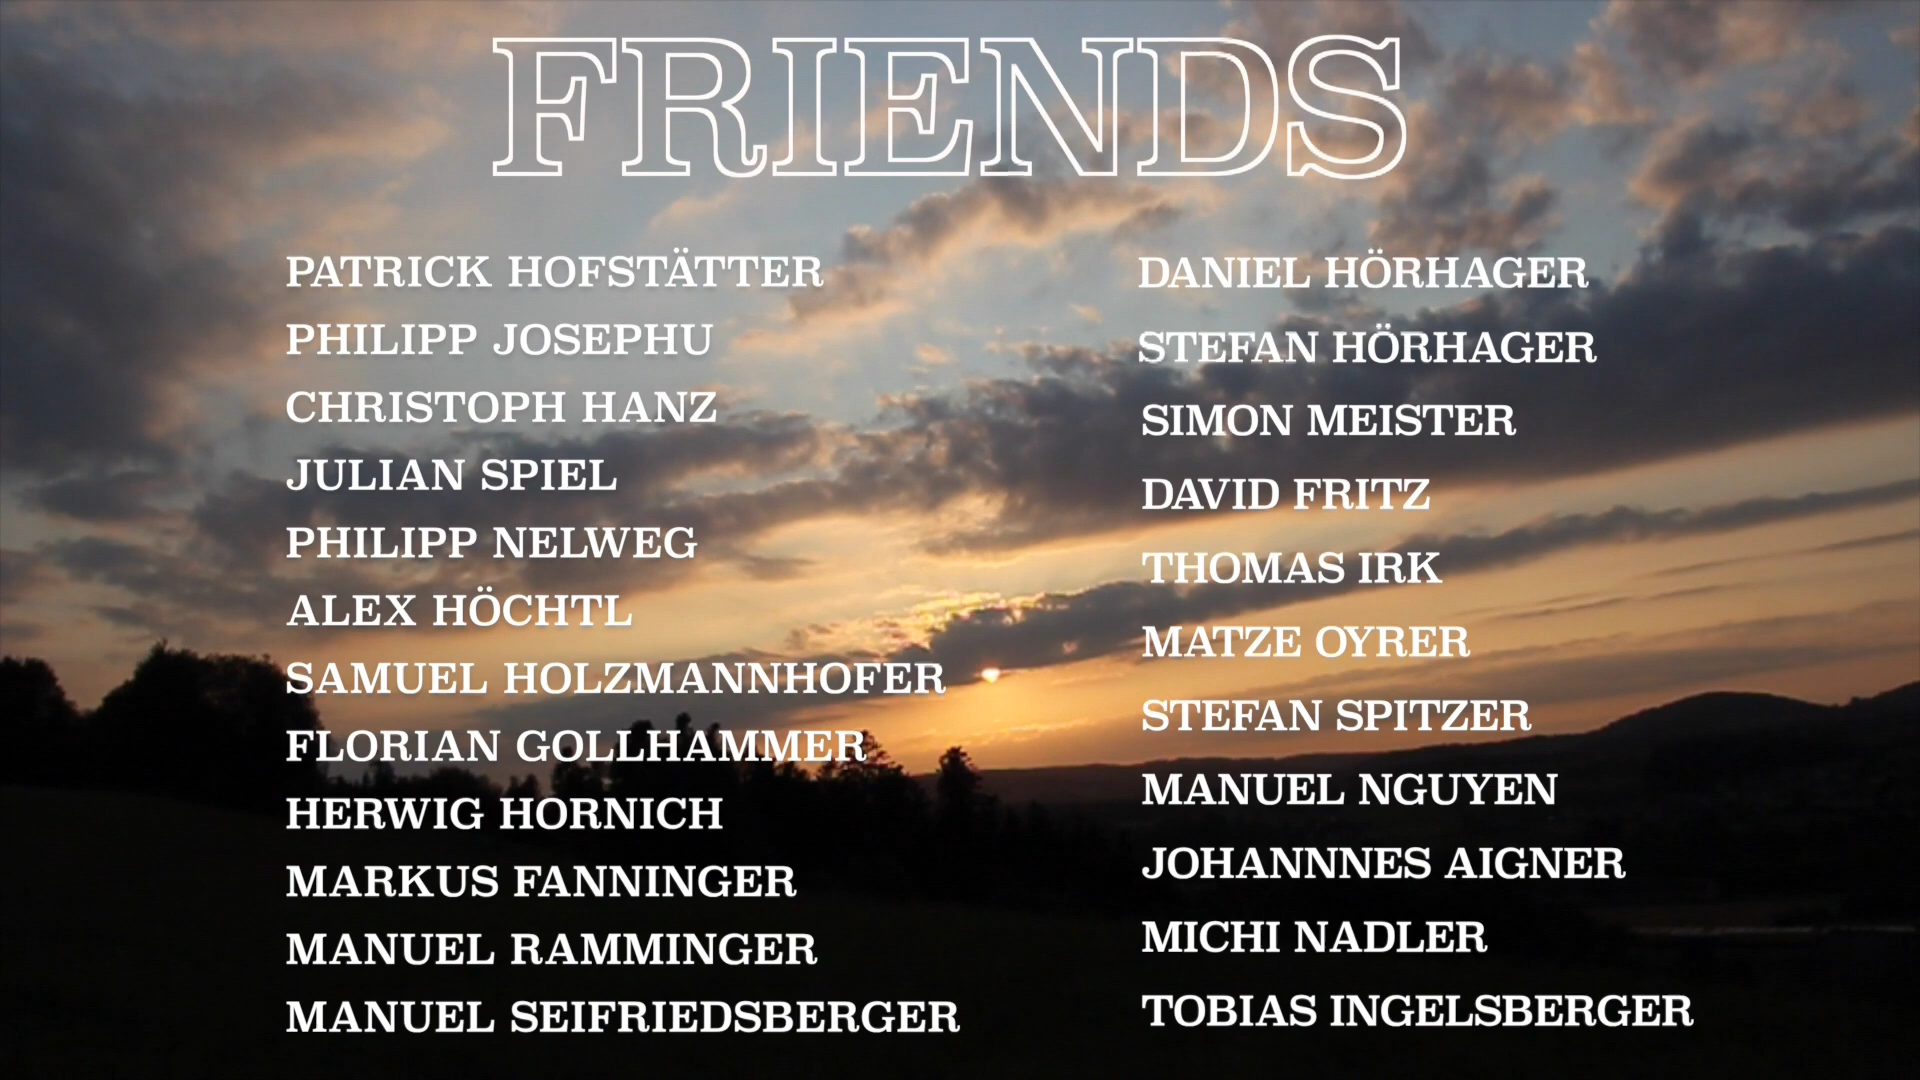 FRIENDS
PATRICK HOFSTÄTTER
PHILIPP JOSEPHU
CHRISTOPH HANZ
JULIAN SPIEL
PHILIPP NELWEG
ALEX HÖCHTL
SAMUEL HOLZMANNHOFER
FLORIAN GOLLHAMMER
HERWIG HORNICH
MARKUS FANNINGER
MANUEL RAMMINGER
MANUEL SEIFRIEDSBERGER
DANIEL HÖRHAGER
STEFAN HÖRHAGER
SIMON MEISTER
DAVID FRITZ
THOMAS IRK
MATZE OYRER
STEFAN SPITZER
MANUEL NGUYEN
JOHANNNES AIGNER
MICHI NADLER
TOBIAS INGELSBERGER